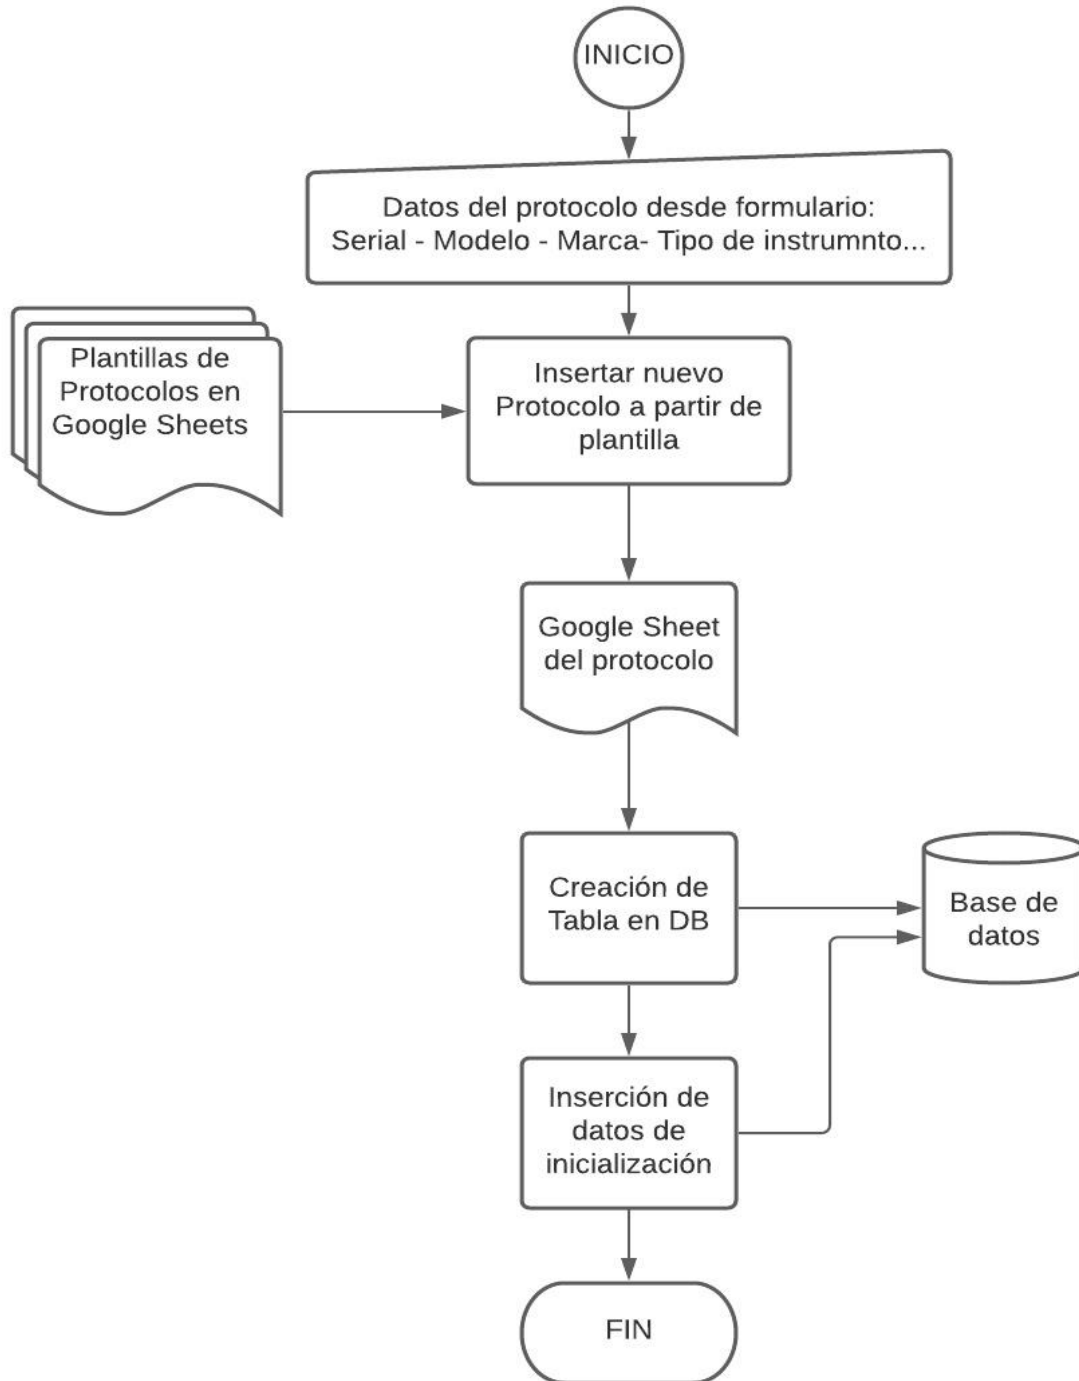 INICIO
Datos del protocolo desde formulario:
Serial - Modelo - Marca- Tipo de instrumnto...
Plantillas de
Protocolos en
Google Sheets
Insertar nuevo
Protocolo a partir de
plantilla
Google Sheet
del protocolo
Creación de
Tabla en DB
Base de
datos
Inserción de
datos de
inicialización
FIN